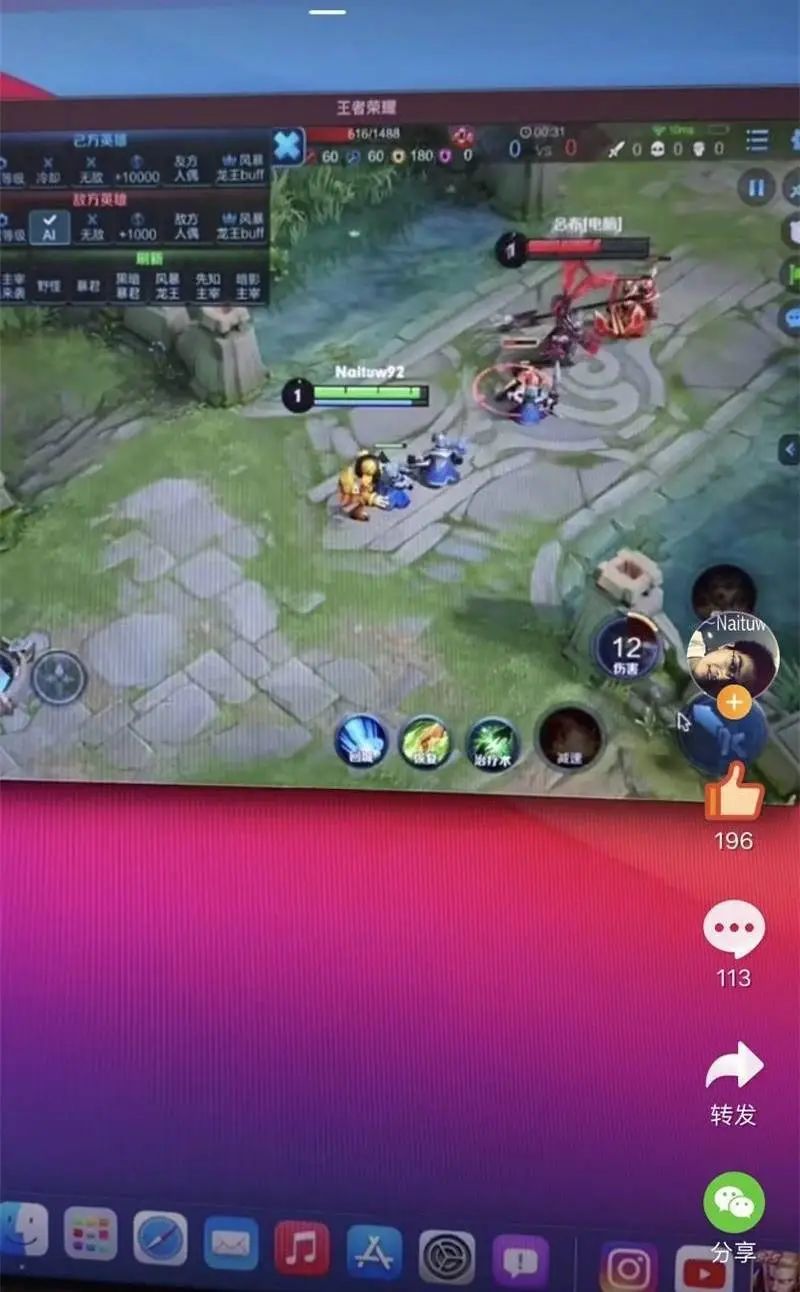 王者荣耀
己方英雄
等级 冷却 无敌 +10000 友方人偶 风暴龙王buff
敌方英雄
等级 AI 无敌 +1000 敌方人偶 风暴龙王buff
刷新
主宰来袭 野怪 暴君 黑暗暴君 风暴龙王 先知主宰 暗影主宰
616/1488
60 60 180 0
00:31
0 VS 0
10ms
0 0 0
吕布[电脑]
1
Naituw92
1
12
伤害
~Naituw
回城 恢复 治疗术 减速
196
113
转发
分享